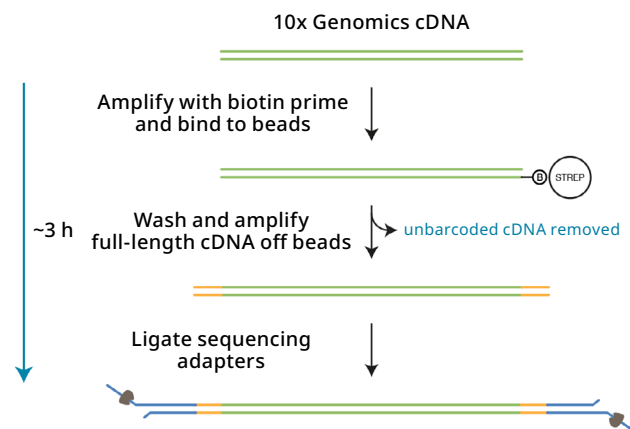 10x Genomics cDNA
Amplify with biotin prime
and bind to beads
B
STREP
~3 h
Wash and amplify
full-length cDNA off beads
unbarcoded cDNA removed
Ligate sequencing
adapters